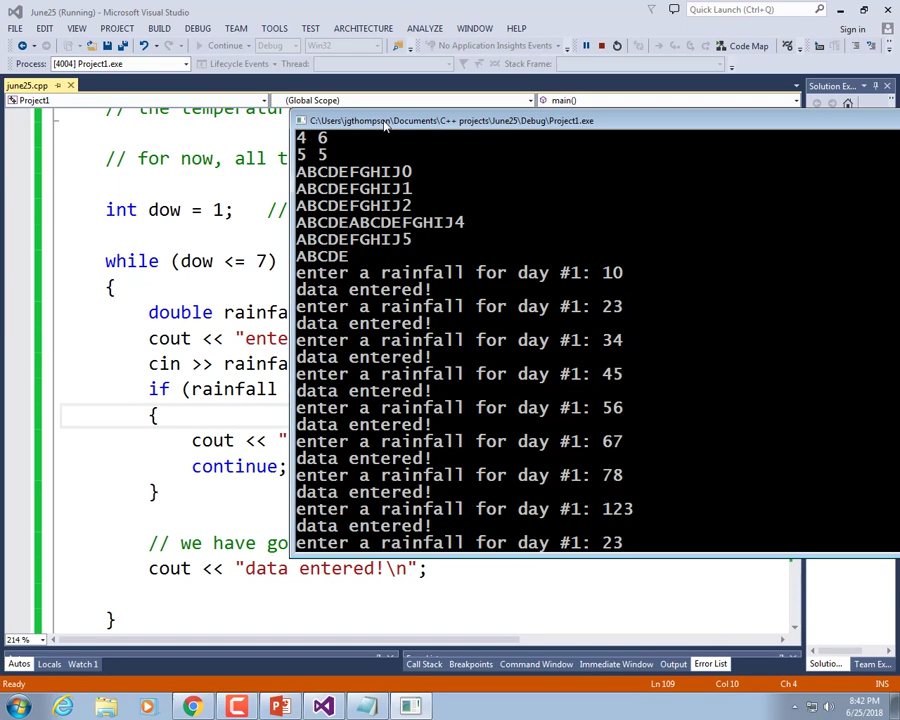 June25 (Running) - Microsoft Visual Studio
Quick Launch (Ctrl+Q)
FILE EDIT VIEW PROJECT BUILD DEBUG TEAM TOOLS TEST ARCHITECTURE ANALYZE WINDOW HELP
Sign in
Continue Debug Win32 No Application Insights Events Code Map
Process: [4004] Project1.exe Lifecycle Events Thread: Stack Frame:
june25.cpp
Solution Ex...
Project1 (Global Scope) main()
// the temperatur
// for now, all t
int dow = 1; //
while (dow <= 7)
{
double rainfa
cout << "ente
cin >> rainfa
if (rainfall
{
cout << "
continue;
}
// we have go
cout << "data entered!\n";
}
C:\Users\jgthompson\Documents\C++ projects\June25\Debug\Project1.exe
4 6
5 5
ABCDEFGHIJ0
ABCDEFGHIJ1
ABCDEFGHIJ2
ABCDEABCDEFGHIJ4
ABCDEFGHIJ5
ABCDE
enter a rainfall for day #1: 10
data entered!
enter a rainfall for day #1: 23
data entered!
enter a rainfall for day #1: 34
data entered!
enter a rainfall for day #1: 45
data entered!
enter a rainfall for day #1: 56
data entered!
enter a rainfall for day #1: 67
data entered!
enter a rainfall for day #1: 78
data entered!
enter a rainfall for day #1: 123
data entered!
enter a rainfall for day #1: 23
214 %
Autos Locals Watch 1 Call Stack Breakpoints Command Window Immediate Window Output Error List Solutio... Team Ex...
Ready Ln 109 Col 10 Ch 4
8:42 PM
6/25/2018